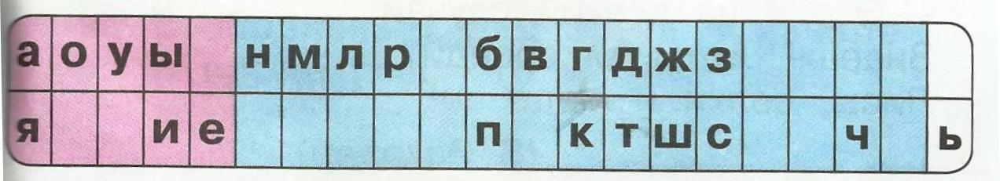 а о у ы н м л р б в г д ж з
я и е п к т ш с ч ь